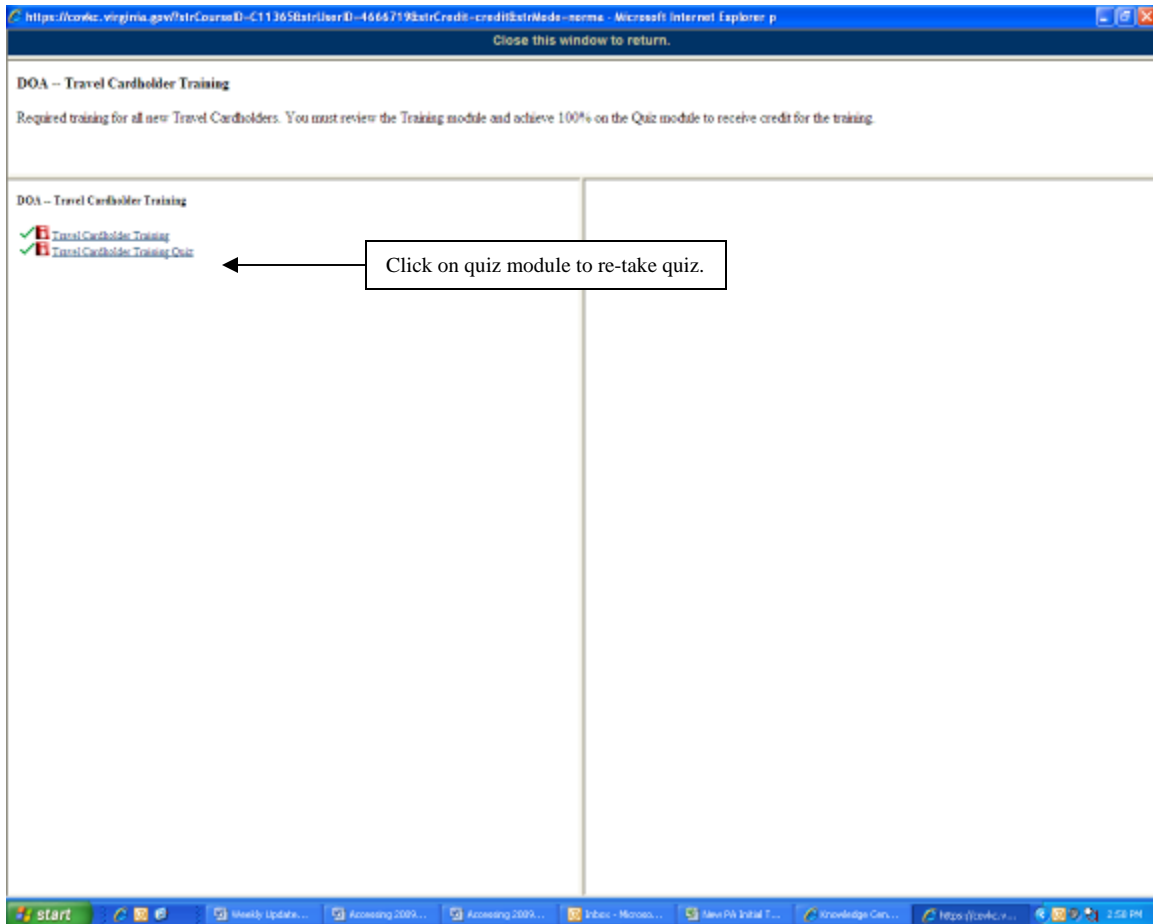 https://covkc.virginia.gov/?strCourseID=C11365&strUserID=4666719&strCredit=credit&strMode=norma - Microsoft Internet Explorer p
Close this window to return.
DOA -- Travel Cardholder Training
Required training for all new Travel Cardholders. You must review the Training module and achieve 100% on the Quiz module to receive credit for the training.
DOA -- Travel Cardholder Training
Travel Cardholder Training
Travel Cardholder Training Quiz
Click on quiz module to re-take quiz.
start
Weekly Update...
Accessing 2009...
Accessing 2009...
Inbox - Microso...
New PA Initial T...
Knowledge Cen...
https://covkc.v...
2:58 PM